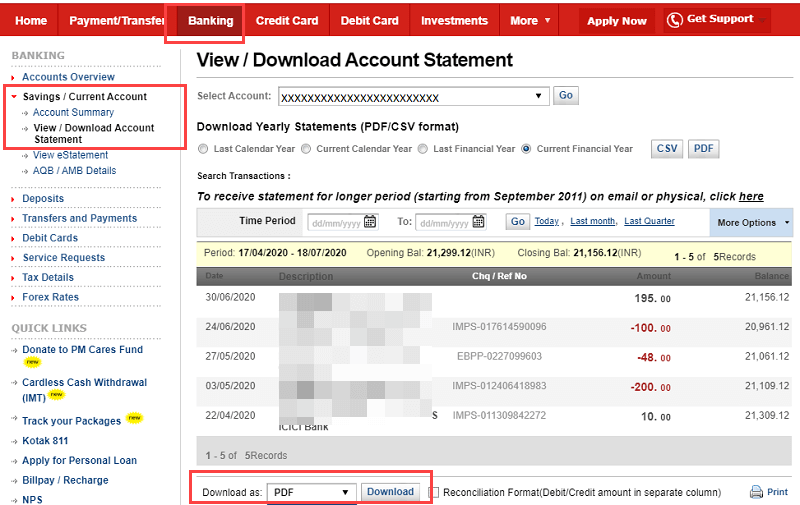 Home Payment/Transfer Banking Credit Card Debit Card Investments More Apply Now Get Support
BANKING
Accounts Overview
Savings / Current Account
Account Summary
View / Download Account
Statement
View eStatement
AQB / AMB Details
Deposits
Transfers and Payments
Debit Cards
Service Requests
Tax Details
Forex Rates
QUICK LINKS
Donate to PM Cares Fund
new
Cardless Cash Withdrawal
(IMT) new
Track your Packages new
Kotak 811
Apply for Personal Loan
Billpay / Recharge
NPS
View / Download Account Statement
Select Account: XXXXXXXXXXXXXXXXXXXXXXXX Go
Download Yearly Statements (PDF/CSV format)
Last Calendar Year Current Calendar Year Last Financial Year Current Financial Year CSV PDF
Search Transactions :
To receive statement for longer period (starting from September 2011) on email or physical, click here
Time Period dd/mm/yyyy To: dd/mm/yyyy Go Today , Last month, Last Quarter More Options
Period: 17/04/2020 - 18/07/2020 Opening Bal: 21,299.12(INR) Closing Bal: 21,156.12(INR) 1 - 5 of 5Records
Date Description Chq / Ref No Amount Balance
30/06/2020 195. 00 21,156.12
24/06/2020 IMPS-017614590096 -100. 00 20,961.12
27/05/2020 EBPP-0227099603 -48. 00 21,061.12
03/05/2020 IMPS-012406418983 -200. 00 21,109.12
22/04/2020 S IMPS-011309842272 10. 00 21,309.12
ICICI Bank
1 - 5 of 5Records
Download as: PDF Download Reconciliation Format(Debit/Credit amount in separate column) Print